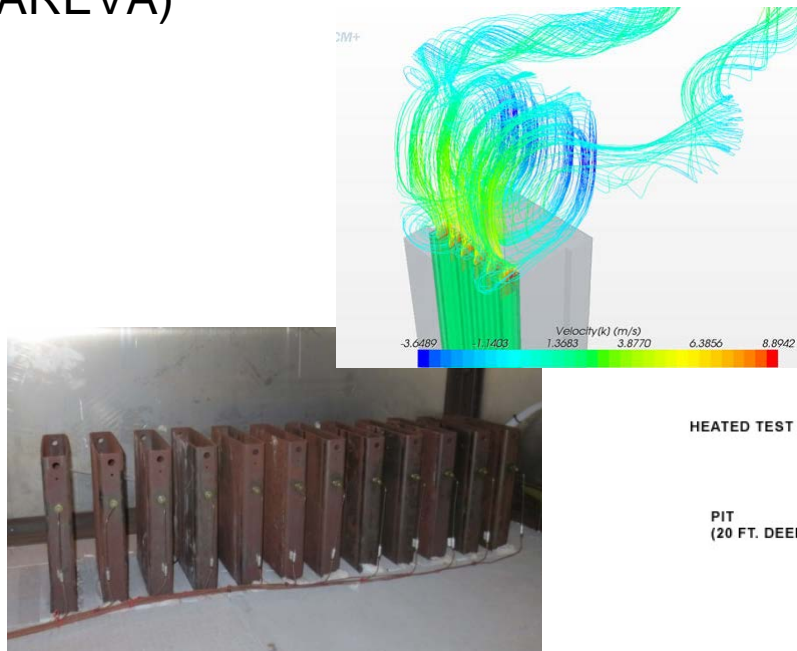 AREVA)
CM+
Velocity[k] (m/s)
-3.6489 -1.1403 1.3683 3.8770 6.3856 8.8942
HEATED TEST
PIT
(20 FT. DEEP